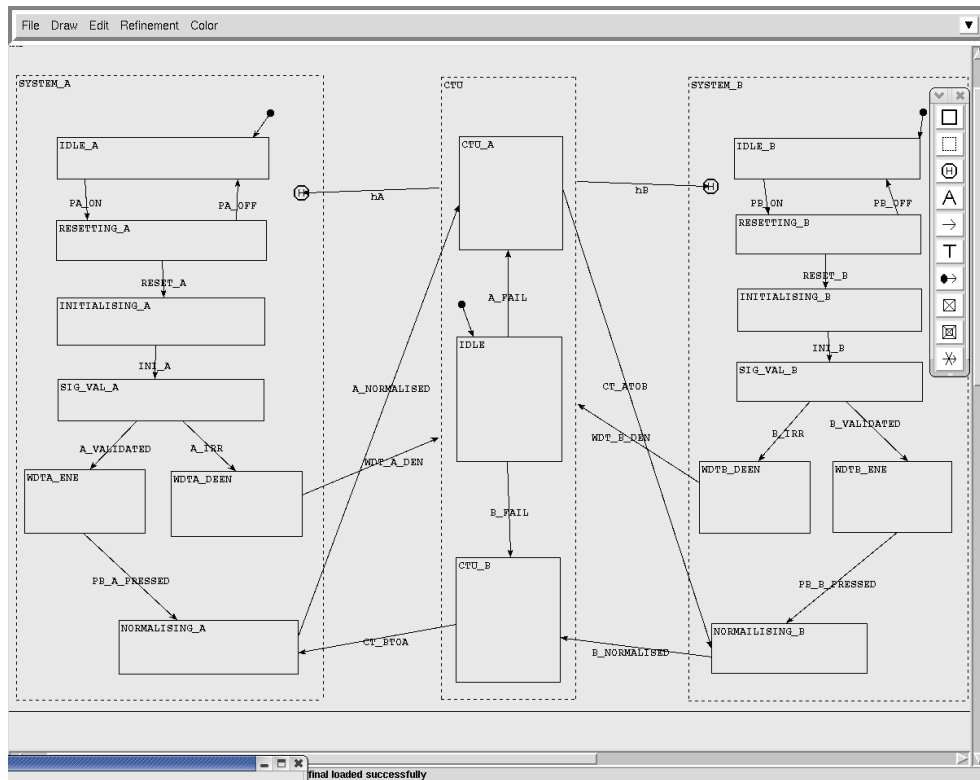 File Draw Edit Refinement Color
SYSTEM_A
IDLE_A
PA_ON
PA_OFF
RESETTING_A
RESET_A
INITIALISING_A
INI_A
SIG_VAL_A
A_VALIDATED
A_IRR
WDTA_ENE
WDTA_DEEN
PB_A_PRESSED
NORMALISING_A
H
hA
A_NORMALISED
WDT_A_DEN
CT_BTOA
CTU
CTU_A
A_FAIL
IDLE
B_FAIL
CTU_B
hB
H
CT_ATOB
WDT_B_DEN
B_NORMALISED
SYSTEM_B
IDLE_B
PB_ON
PB_OFF
RESETTING_B
RESET_B
INITIALISING_B
INI_B
SIG_VAL_B
B_IRR
B_VALIDATED
WDTB_DEEN
WDTB_ENE
PB_B_PRESSED
NORMAILISING_B
H
A
T
final loaded successfully